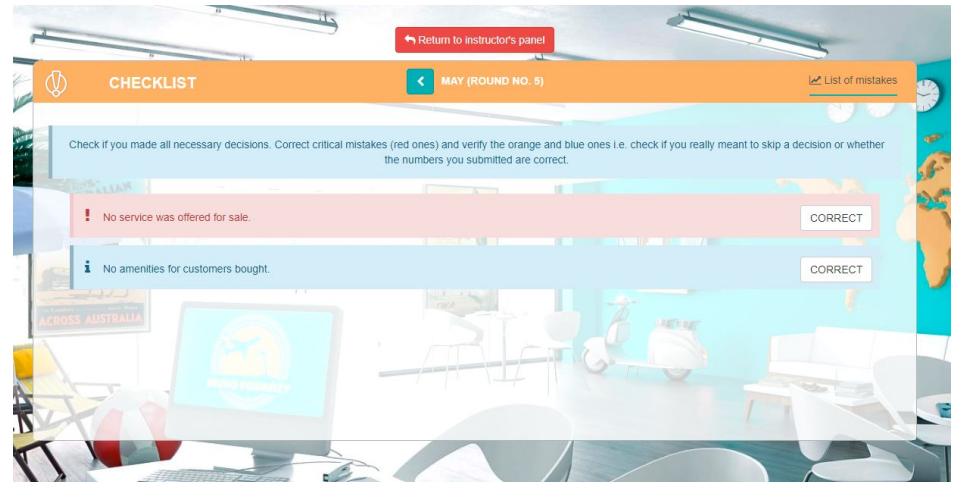 Return to instructor's panel
CHECKLIST
MAY (ROUND NO. 5)
List of mistakes
Check if you made all necessary decisions. Correct critical mistakes (red ones) and verify the orange and blue ones i.e. check if you really meant to skip a decision or whether
the numbers you submitted are correct.
No service was offered for sale.
CORRECT
No amenities for customers bought.
CORRECT
ACROSS AUSTRALIA